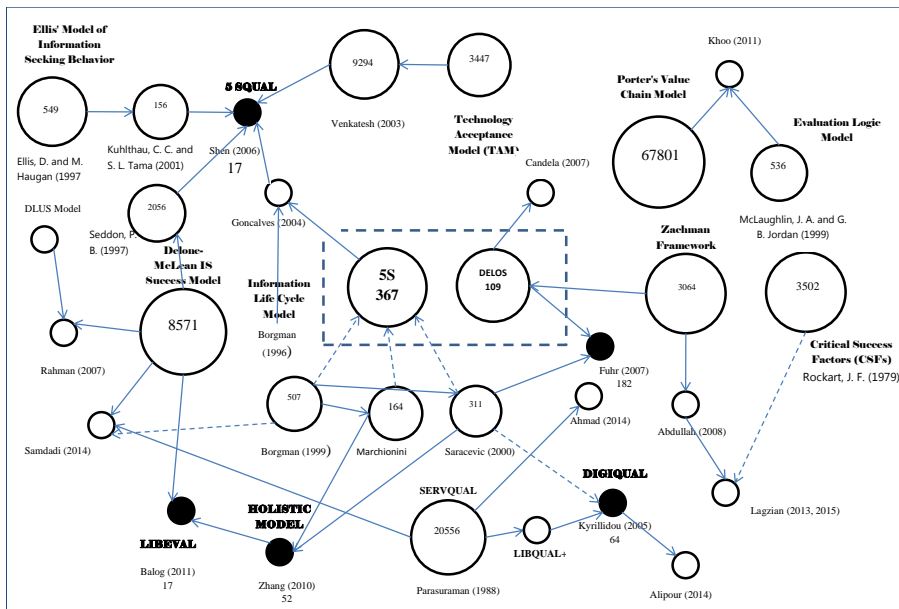 Ellis' Model of
Information
Seeking Behavior
549
Ellis, D. and M.
Haugan (1997
156
Kuhlthau, C. C. and
S. L. Tama (2001)
5 SQUAL
Shen (2006)
17
9294
Venkatesh (2003)
3447
Technology
Acceptance
Model (TAM)
Khoo (2011)
Porter's Value
Chain Model
67801
Evaluation Logic
Model
536
McLaughlin, J. A. and G.
B. Jordan (1999)
Candela (2007)
DLUS Model
2056
Seddon, P.
B. (1997)
Goncalves (2004)
Delone-
McLean IS
Success Model
8571
Rahman (2007)
Information
Life Cycle
Model
Borgman
(1996)
5S
367
DELOS
109
Zachman
Framework
3064
3502
Critical Success
Factors (CSFs)
Rockart, J. F. (1979)
Fuhr (2007)
182
Ahmad (2014)
Abdullah (2008)
Lagzian (2013, 2015)
Samdadi (2014)
507
Borgman (1999)
164
Marchionini
311
Saracevic (2000)
SERVQUAL
20556
Parasuraman (1988)
LIBQUAL+
DIGIQUAL
Kyrillidou (2005)
64
Alipour (2014)
LIBEVAL
Balog (2011)
17
HOLISTIC
MODEL
Zhang (2010)
52